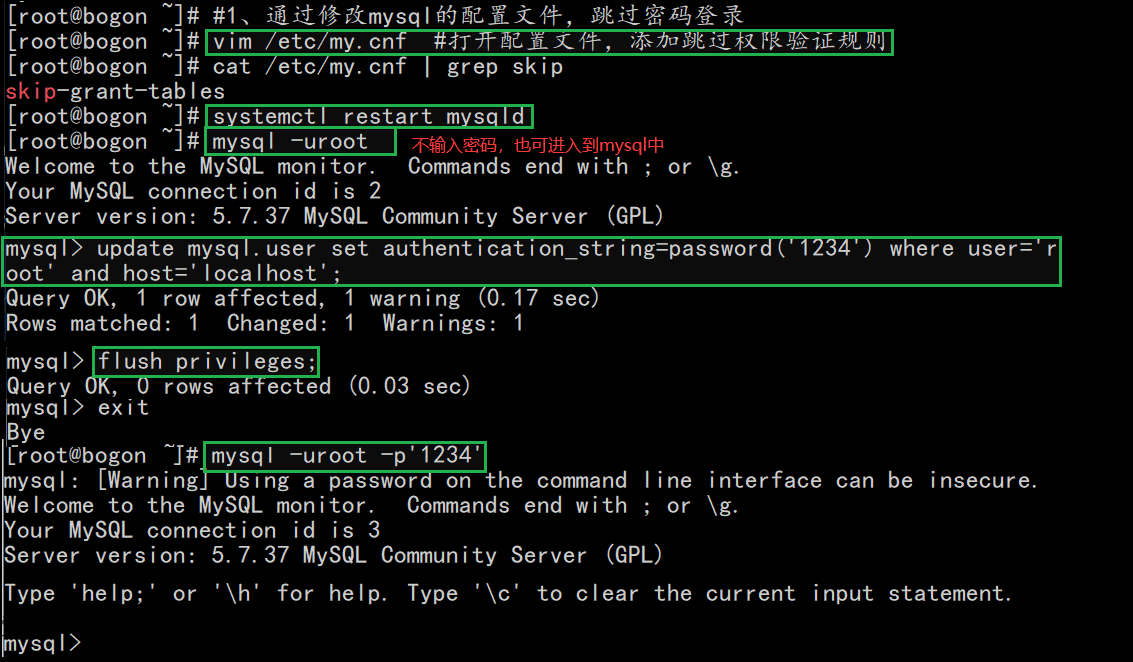 [root@bogon ~]# #1、通过修改mysql的配置文件，跳过密码登录
[root@bogon ~]# vim /etc/my.cnf  #打开配置文件，添加跳过权限验证规则
[root@bogon ~]# cat /etc/my.cnf | grep skip
skip-grant-tables
[root@bogon ~]# systemctl restart mysqld
[root@bogon ~]# mysql -uroot 不输入密码，也可进入到mysql中
Welcome to the MySQL monitor.  Commands end with ; or \g.
Your MySQL connection id is 2
Server version: 5.7.37 MySQL Community Server (GPL)
mysql> update mysql.user set authentication_string=password('1234') where user='r
oot' and host='localhost';
Query OK, 1 row affected, 1 warning (0.17 sec)
Rows matched: 1  Changed: 1  Warnings: 1
mysql> flush privileges;
Query OK, 0 rows affected (0.03 sec)
mysql> exit
Bye
[root@bogon ~]# mysql -uroot -p'1234'
mysql: [Warning] Using a password on the command line interface can be insecure.
Welcome to the MySQL monitor.  Commands end with ; or \g.
Your MySQL connection id is 3
Server version: 5.7.37 MySQL Community Server (GPL)
Type 'help;' or '\h' for help. Type '\c' to clear the current input statement.
mysql>